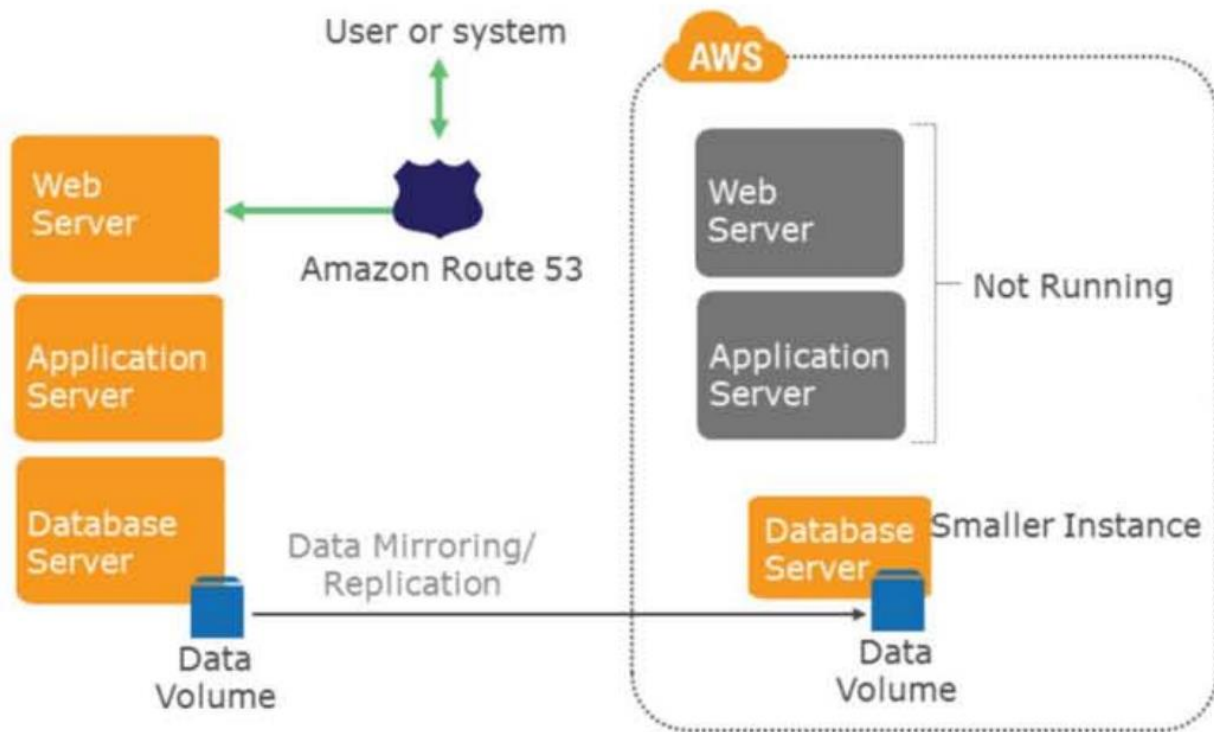 User or system
AWS
Web
Server
Amazon Route 53
Application
Server
Database
Server
Data Mirroring/
Replication
Data
Volume
Web
Server
Application
Server
Not Running
Database
Server
Smaller Instance
Data
Volume